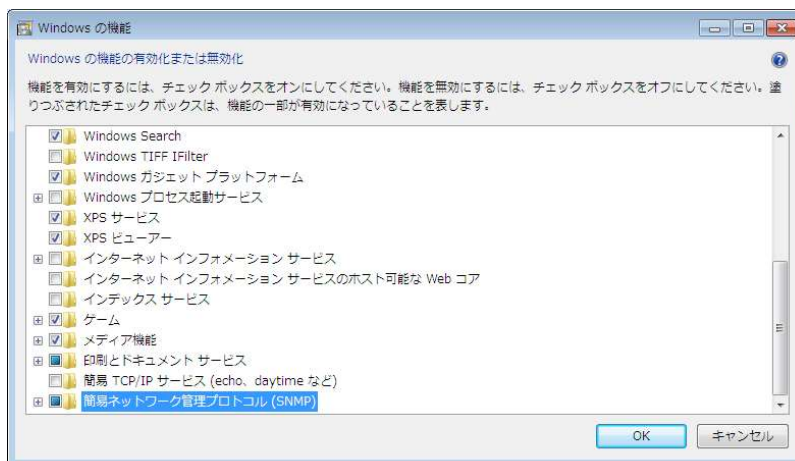 Windows の機能
Windows の機能の有効化または無効化
機能を有効にするには、チェック ボックスをオンにしてください。機能を無効にするには、チェック ボックスをオフにしてください。塗
りつぶされたチェック ボックスは、機能の一部が有効になっていることを表します。
Windows Search
Windows TIFF IFilter
Windows ガジェット プラットフォーム
Windows プロセス起動サービス
XPS サービス
XPS ビューアー
インターネット インフォメーション サービス
インターネット インフォメーション サービスのホスト可能な Web コア
インデックス サービス
ゲーム
メディア機能
印刷とドキュメント サービス
簡易 TCP/IP サービス (echo、daytime など)
簡易ネットワーク管理プロトコル (SNMP)
OK
キャンセル